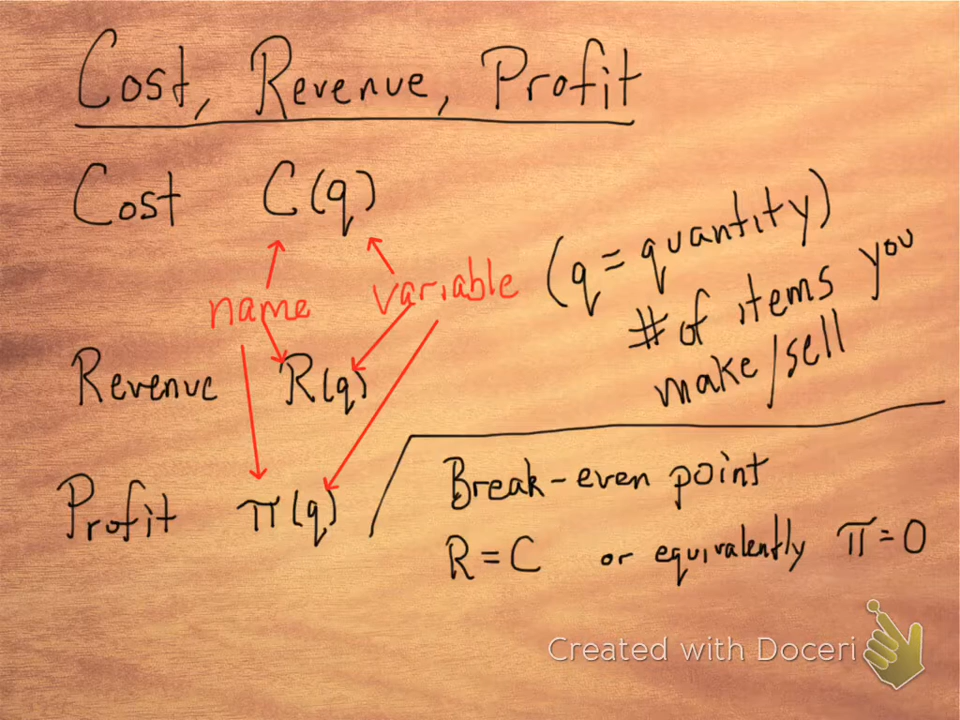 Cost, Revenue, Profit
Cost C(q)
(q = quantity)
# of items you
make/sell
name variable
Revenue R(q)
Profit π(q)
Break-even point
R = C or equivalently π = 0
Created with Doceri